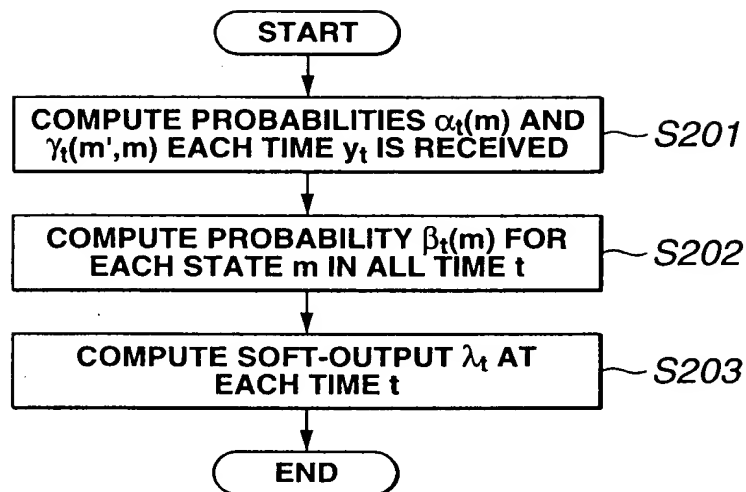 START
COMPUTE PROBABILITIES αt(m) AND
γt(m',m) EACH TIME yt IS RECEIVED
S201
COMPUTE PROBABILITY βt(m) FOR
EACH STATE m IN ALL TIME t
S202
COMPUTE SOFT-OUTPUT λt AT
EACH TIME t
S203
END